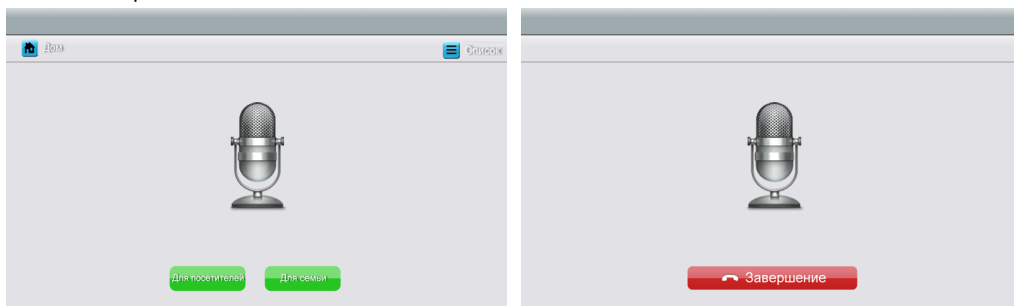 Дом
Список
Для посетителей
Для семьи
Завершение